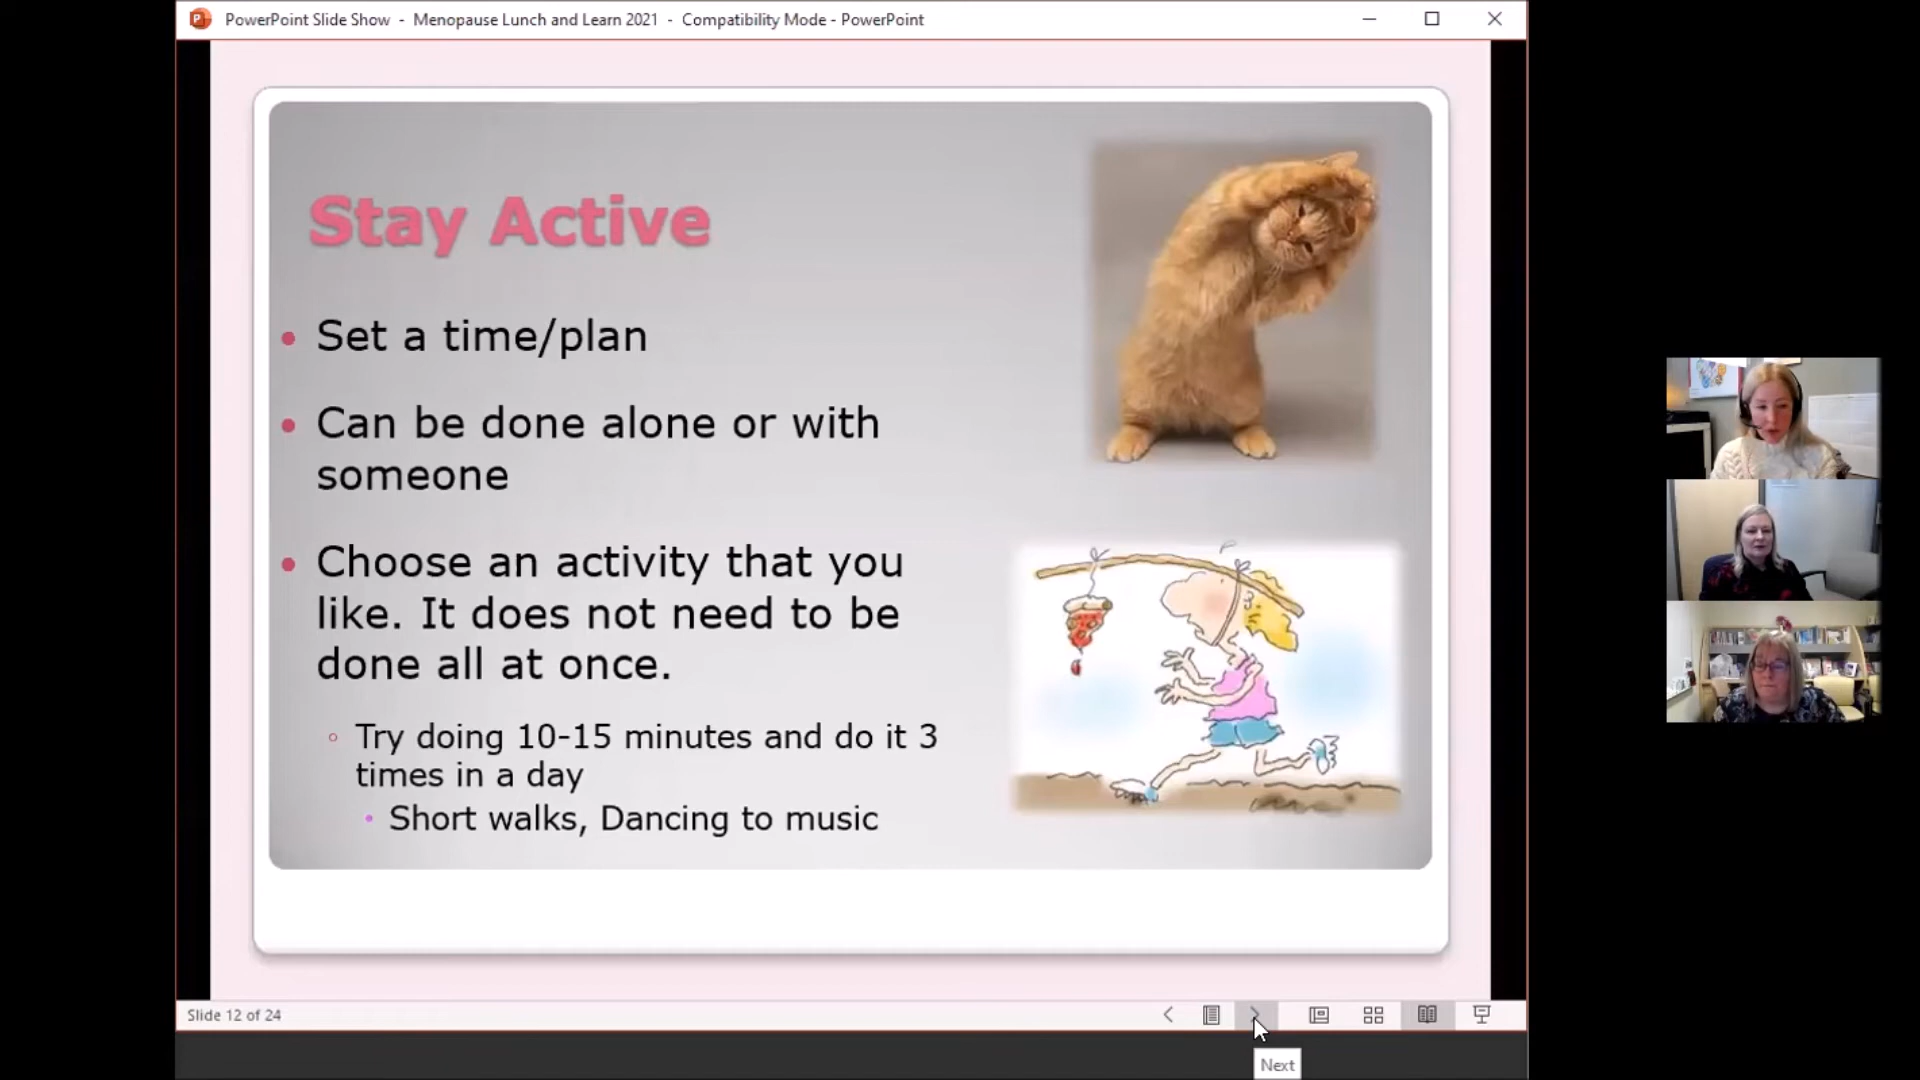 PowerPoint Slide Show - Menopause Lunch and Learn 2021 - Compatibility Mode - PowerPoint
Stay Active
• Set a time/plan
• Can be done alone or with
someone
• Choose an activity that you
like. It does not need to be
done all at once.
◦ Try doing 10-15 minutes and do it 3
times in a day
• Short walks, Dancing to music
Slide 12 of 24
Next